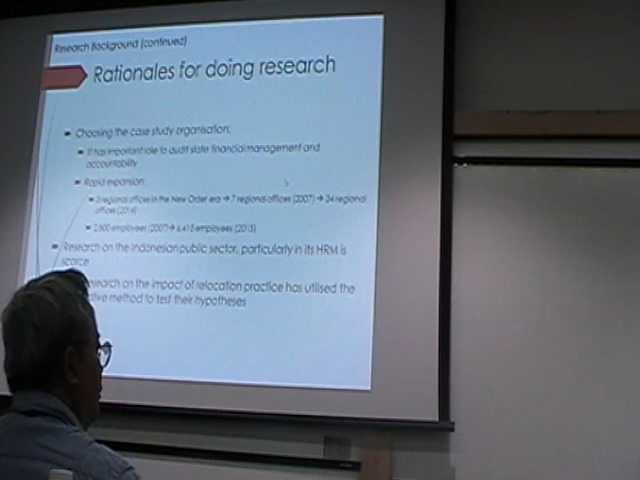 Research Background (continued)
Rationales for doing research
Choosing the case study organisation:
It has important role to audit state financial management and
accountability
Rapid expansion:
3 regional offices in the New Order era → 7 regional offices (2007) → 34 regional
offices (2014)
2,500 employees (2007) → 6,415 employees (2015)
Research on the Indonesian public sector, particularly in its HRM is
scarce
research on the impact of relocation practice has utilised the
method to test their hypotheses